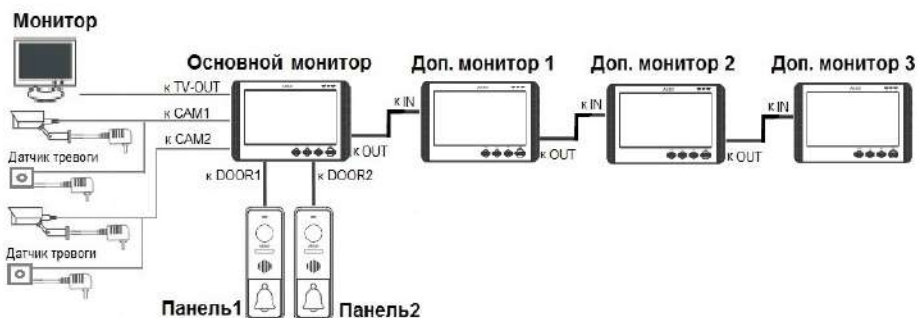 Монитор
Основной монитор
Доп. монитор 1
Доп. монитор 2
Доп. монитор 3
к TV-OUT
к CAM1
к CAM2
Датчик тревоги
Датчик тревоги
к DOOR1
к DOOR2
к OUT
к IN
к OUT
к IN
к OUT
к IN
Панель1
Панель2